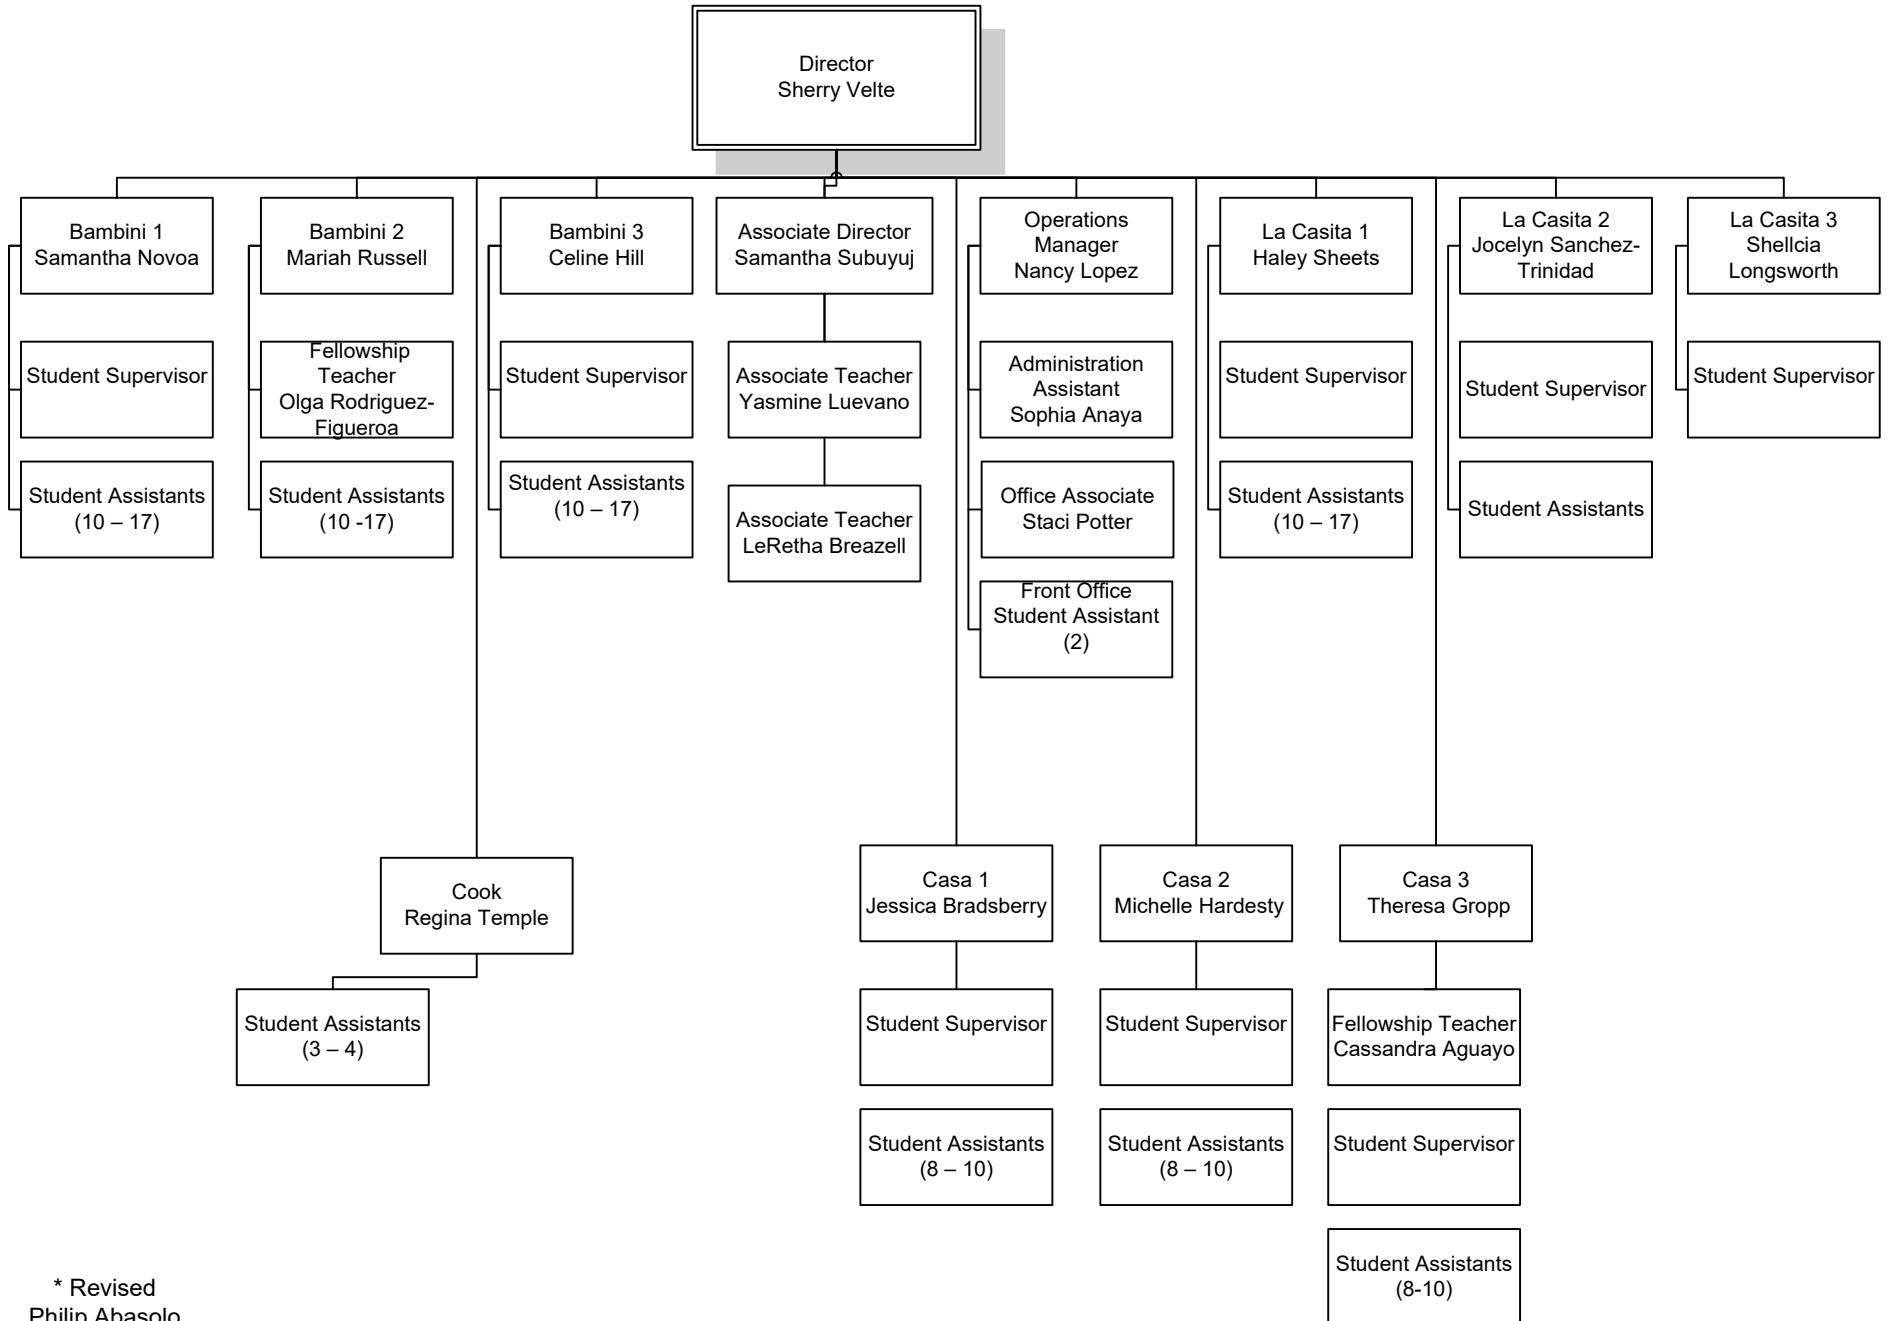 Director
Sherry Velte
Bambini 1
Samantha Novoa
Bambini 2
Mariah Russell
Bambini 3
Celine Hill
Associate Director
Samantha Subuyuj
Operations
Manager
Nancy Lopez
La Casita 1
Haley Sheets
La Casita 2
Jocelyn Sanchez-
Trinidad
La Casita 3
Shellcia
Longsworth
Student Supervisor
Fellowship
Teacher
Olga Rodriguez-
Figueroa
Student Supervisor
Associate Teacher
Yasmine Luevano
Administration
Assistant
Sophia Anaya
Student Supervisor
Student Supervisor
Student Supervisor
Student Assistants
(10 – 17)
Student Assistants
(10 -17)
Student Assistants
(10 – 17)
Associate Teacher
LeRetha Breazell
Office Associate
Staci Potter
Student Assistants
(10 – 17)
Student Assistants
Front Office
Student Assistant
(2)
Cook
Regina Temple
Casa 1
Jessica Bradsberry
Casa 2
Michelle Hardesty
Casa 3
Theresa Gropp
Student Assistants
(3 – 4)
Student Supervisor
Student Supervisor
Fellowship Teacher
Cassandra Aguayo
Student Assistants
(8 – 10)
Student Assistants
(8 – 10)
Student Supervisor
Student Assistants
(8-10)
* Revised
Philip Abasolo